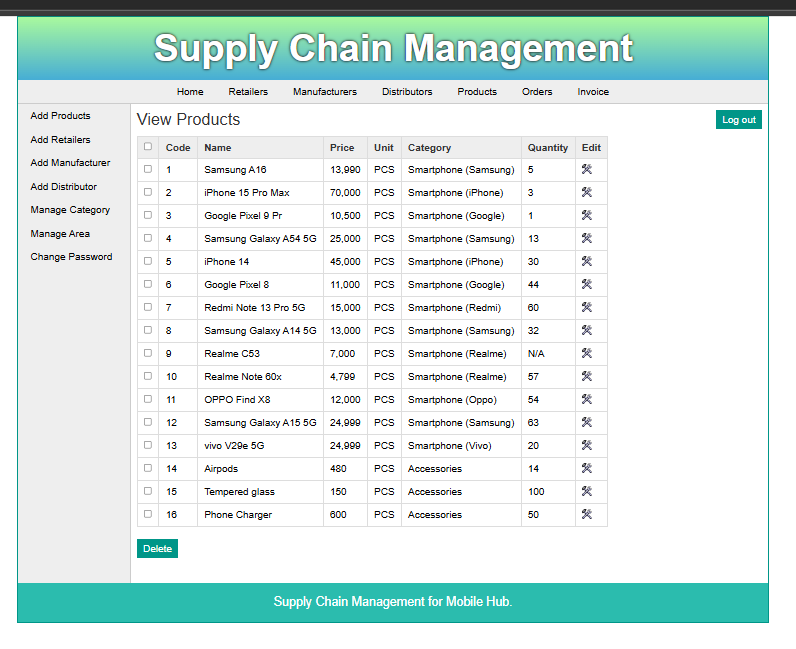 Supply Chain Management
Home Retailers Manufacturers Distributors Products Orders Invoice
Add Products
Add Retailers
Add Manufacturer
Add Distributor
Manage Category
Manage Area
Change Password
View Products
Log out
Code Name Price Unit Category Quantity Edit
1 Samsung A16 13,990 PCS Smartphone (Samsung) 5
2 iPhone 15 Pro Max 70,000 PCS Smartphone (iPhone) 3
3 Google Pixel 9 Pr 10,500 PCS Smartphone (Google) 1
4 Samsung Galaxy A54 5G 25,000 PCS Smartphone (Samsung) 13
5 iPhone 14 45,000 PCS Smartphone (iPhone) 30
6 Google Pixel 8 11,000 PCS Smartphone (Google) 44
7 Redmi Note 13 Pro 5G 15,000 PCS Smartphone (Redmi) 60
8 Samsung Galaxy A14 5G 13,000 PCS Smartphone (Samsung) 32
9 Realme C53 7,000 PCS Smartphone (Realme) N/A
10 Realme Note 60x 4,799 PCS Smartphone (Realme) 57
11 OPPO Find X8 12,000 PCS Smartphone (Oppo) 54
12 Samsung Galaxy A15 5G 24,999 PCS Smartphone (Samsung) 63
13 vivo V29e 5G 24,999 PCS Smartphone (Vivo) 20
14 Airpods 480 PCS Accessories 14
15 Tempered glass 150 PCS Accessories 100
16 Phone Charger 600 PCS Accessories 50
Delete
Supply Chain Management for Mobile Hub.